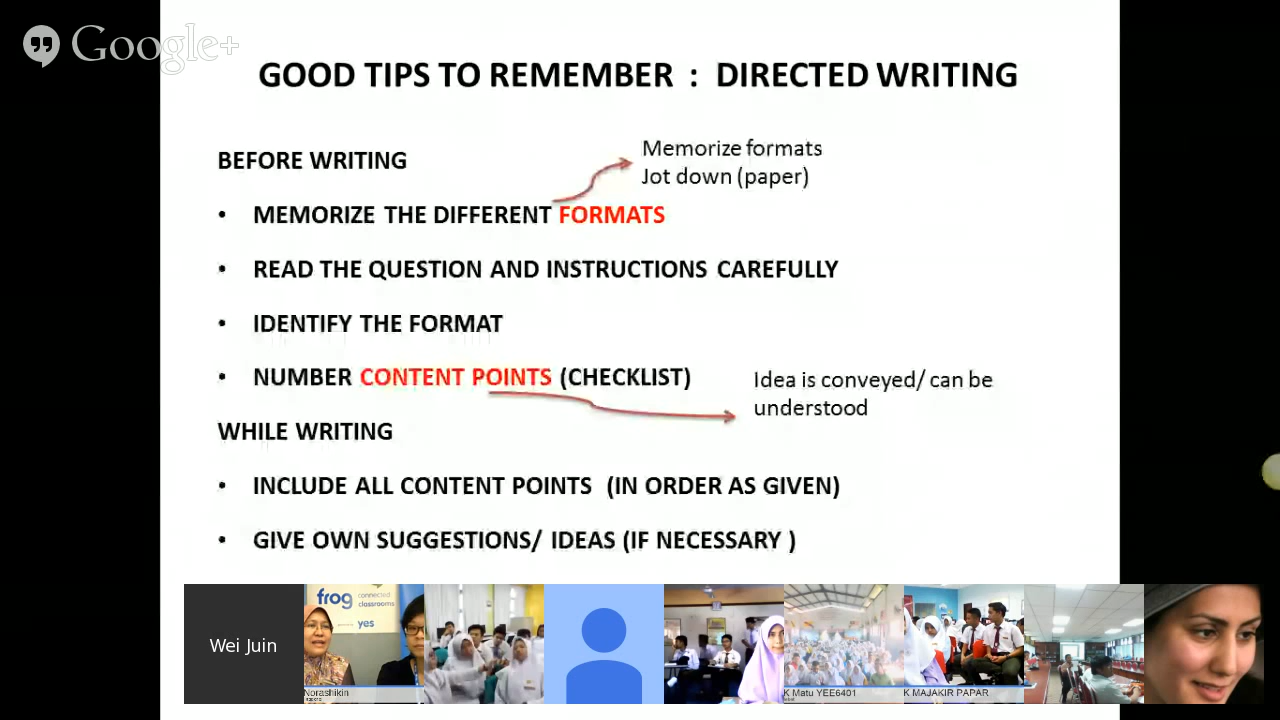 Google+
GOOD TIPS TO REMEMBER : DIRECTED WRITING
Memorize formats
Jot down (paper)
BEFORE WRITING
• MEMORIZE THE DIFFERENT FORMATS
• READ THE QUESTION AND INSTRUCTIONS CAREFULLY
• IDENTIFY THE FORMAT
• NUMBER CONTENT POINTS (CHECKLIST)
Idea is conveyed/ can be
understood
WHILE WRITING
• INCLUDE ALL CONTENT POINTS (IN ORDER AS GIVEN)
• GIVE OWN SUGGESTIONS/ IDEAS (IF NECESSARY )
Wei Juin
frog connected
classrooms
yes
Norashikin
K Matu YEE6401
K MAJAKIR PAPAR